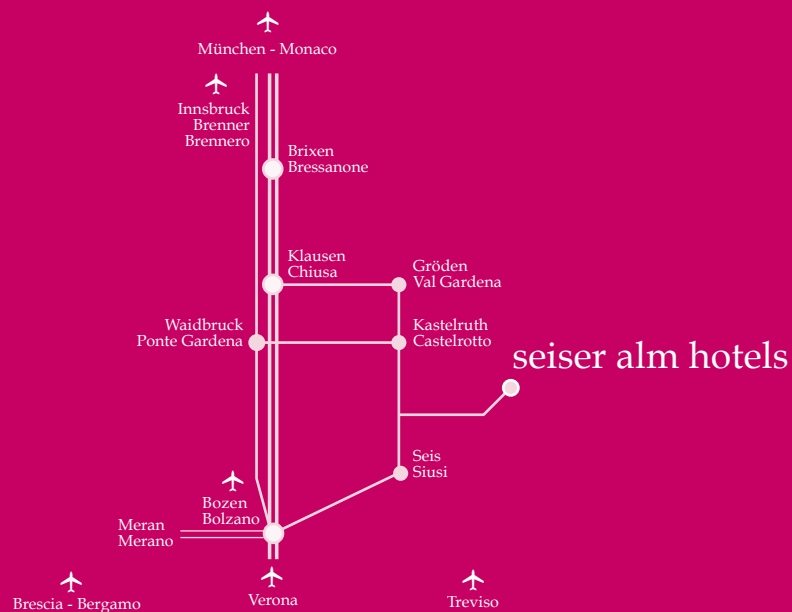 München - Monaco
Innsbruck
Brenner
Brennero
Brixen
Bressanone
Klausen
Chiusa
Gröden
Val Gardena
Waidbruck
Ponte Gardena
Kastelruth
Castelrotto
seiser alm hotels
Seis
Siusi
Bozen
Bolzano
Meran
Merano
Brescia - Bergamo
Verona
Treviso